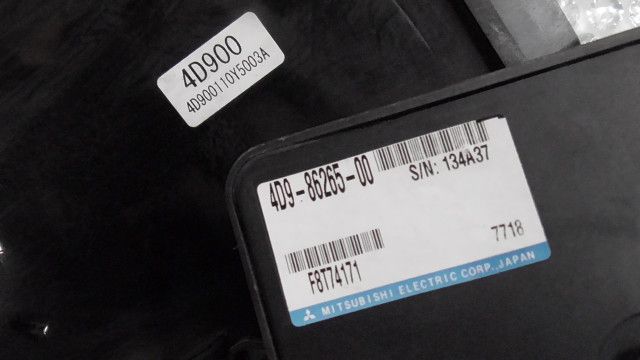 4D900
4D900110Y5003A
4D9-86265-00
S/N: 134A37
F8T74171
7718
MITSUBISHI ELECTRIC CORP., JAPAN